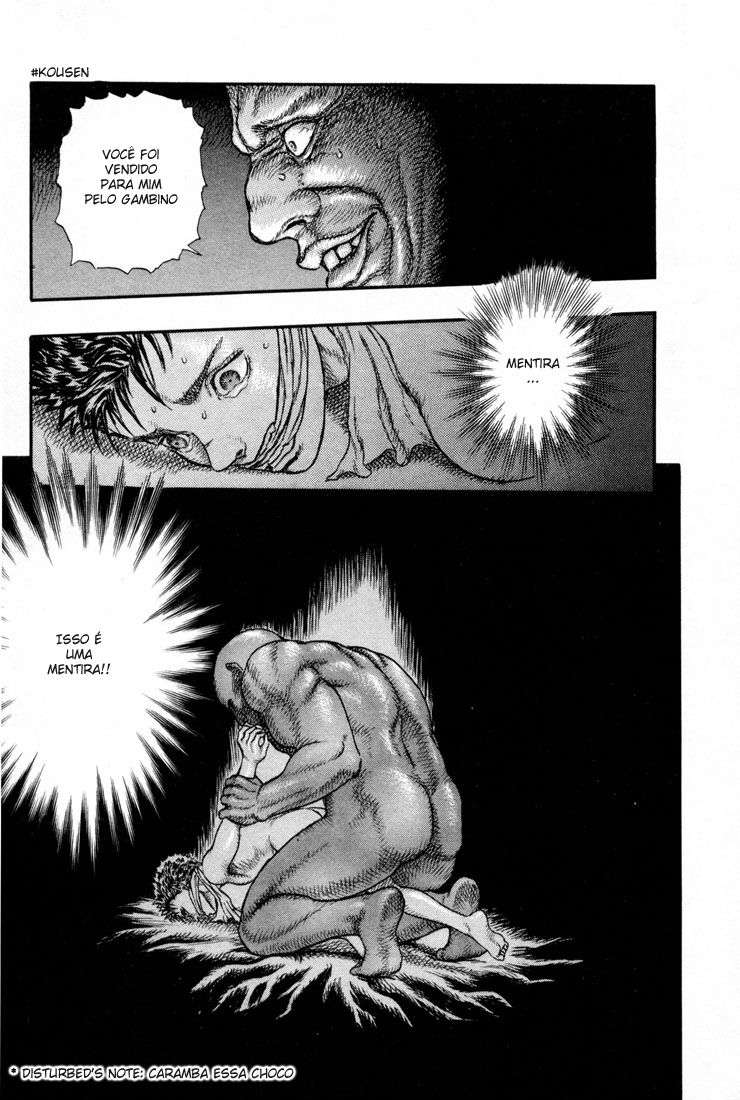 #KOUSEN
VOCÊ FOI
VENDIDO
PARA MIM
PELO GAMBINO
MENTIRA
...
ISSO É
UMA
MENTIRA!!
* DISTURBED'S NOTE: CARAMBA ESSA CHOCO